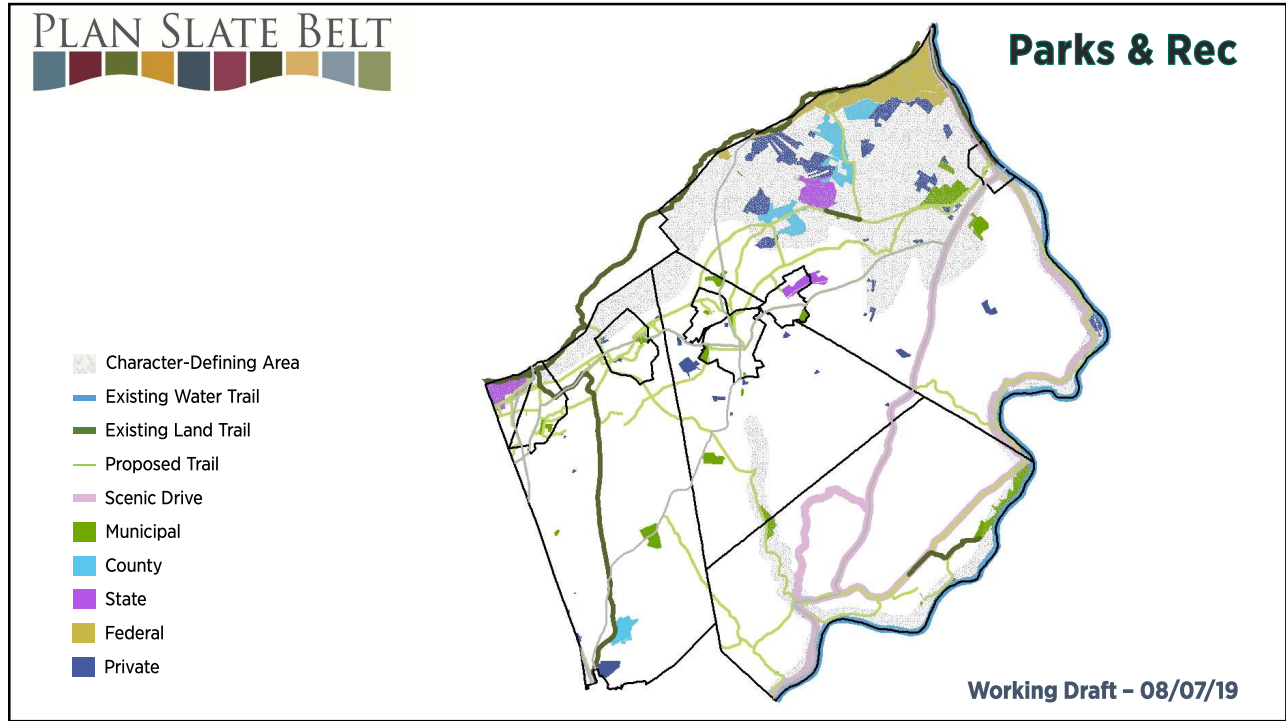 PLAN SLATE BELT
Parks & Rec
Character-Defining Area
Existing Water Trail
Existing Land Trail
Proposed Trail
Scenic Drive
Municipal
County
State
Federal
Private
Working Draft – 08/07/19